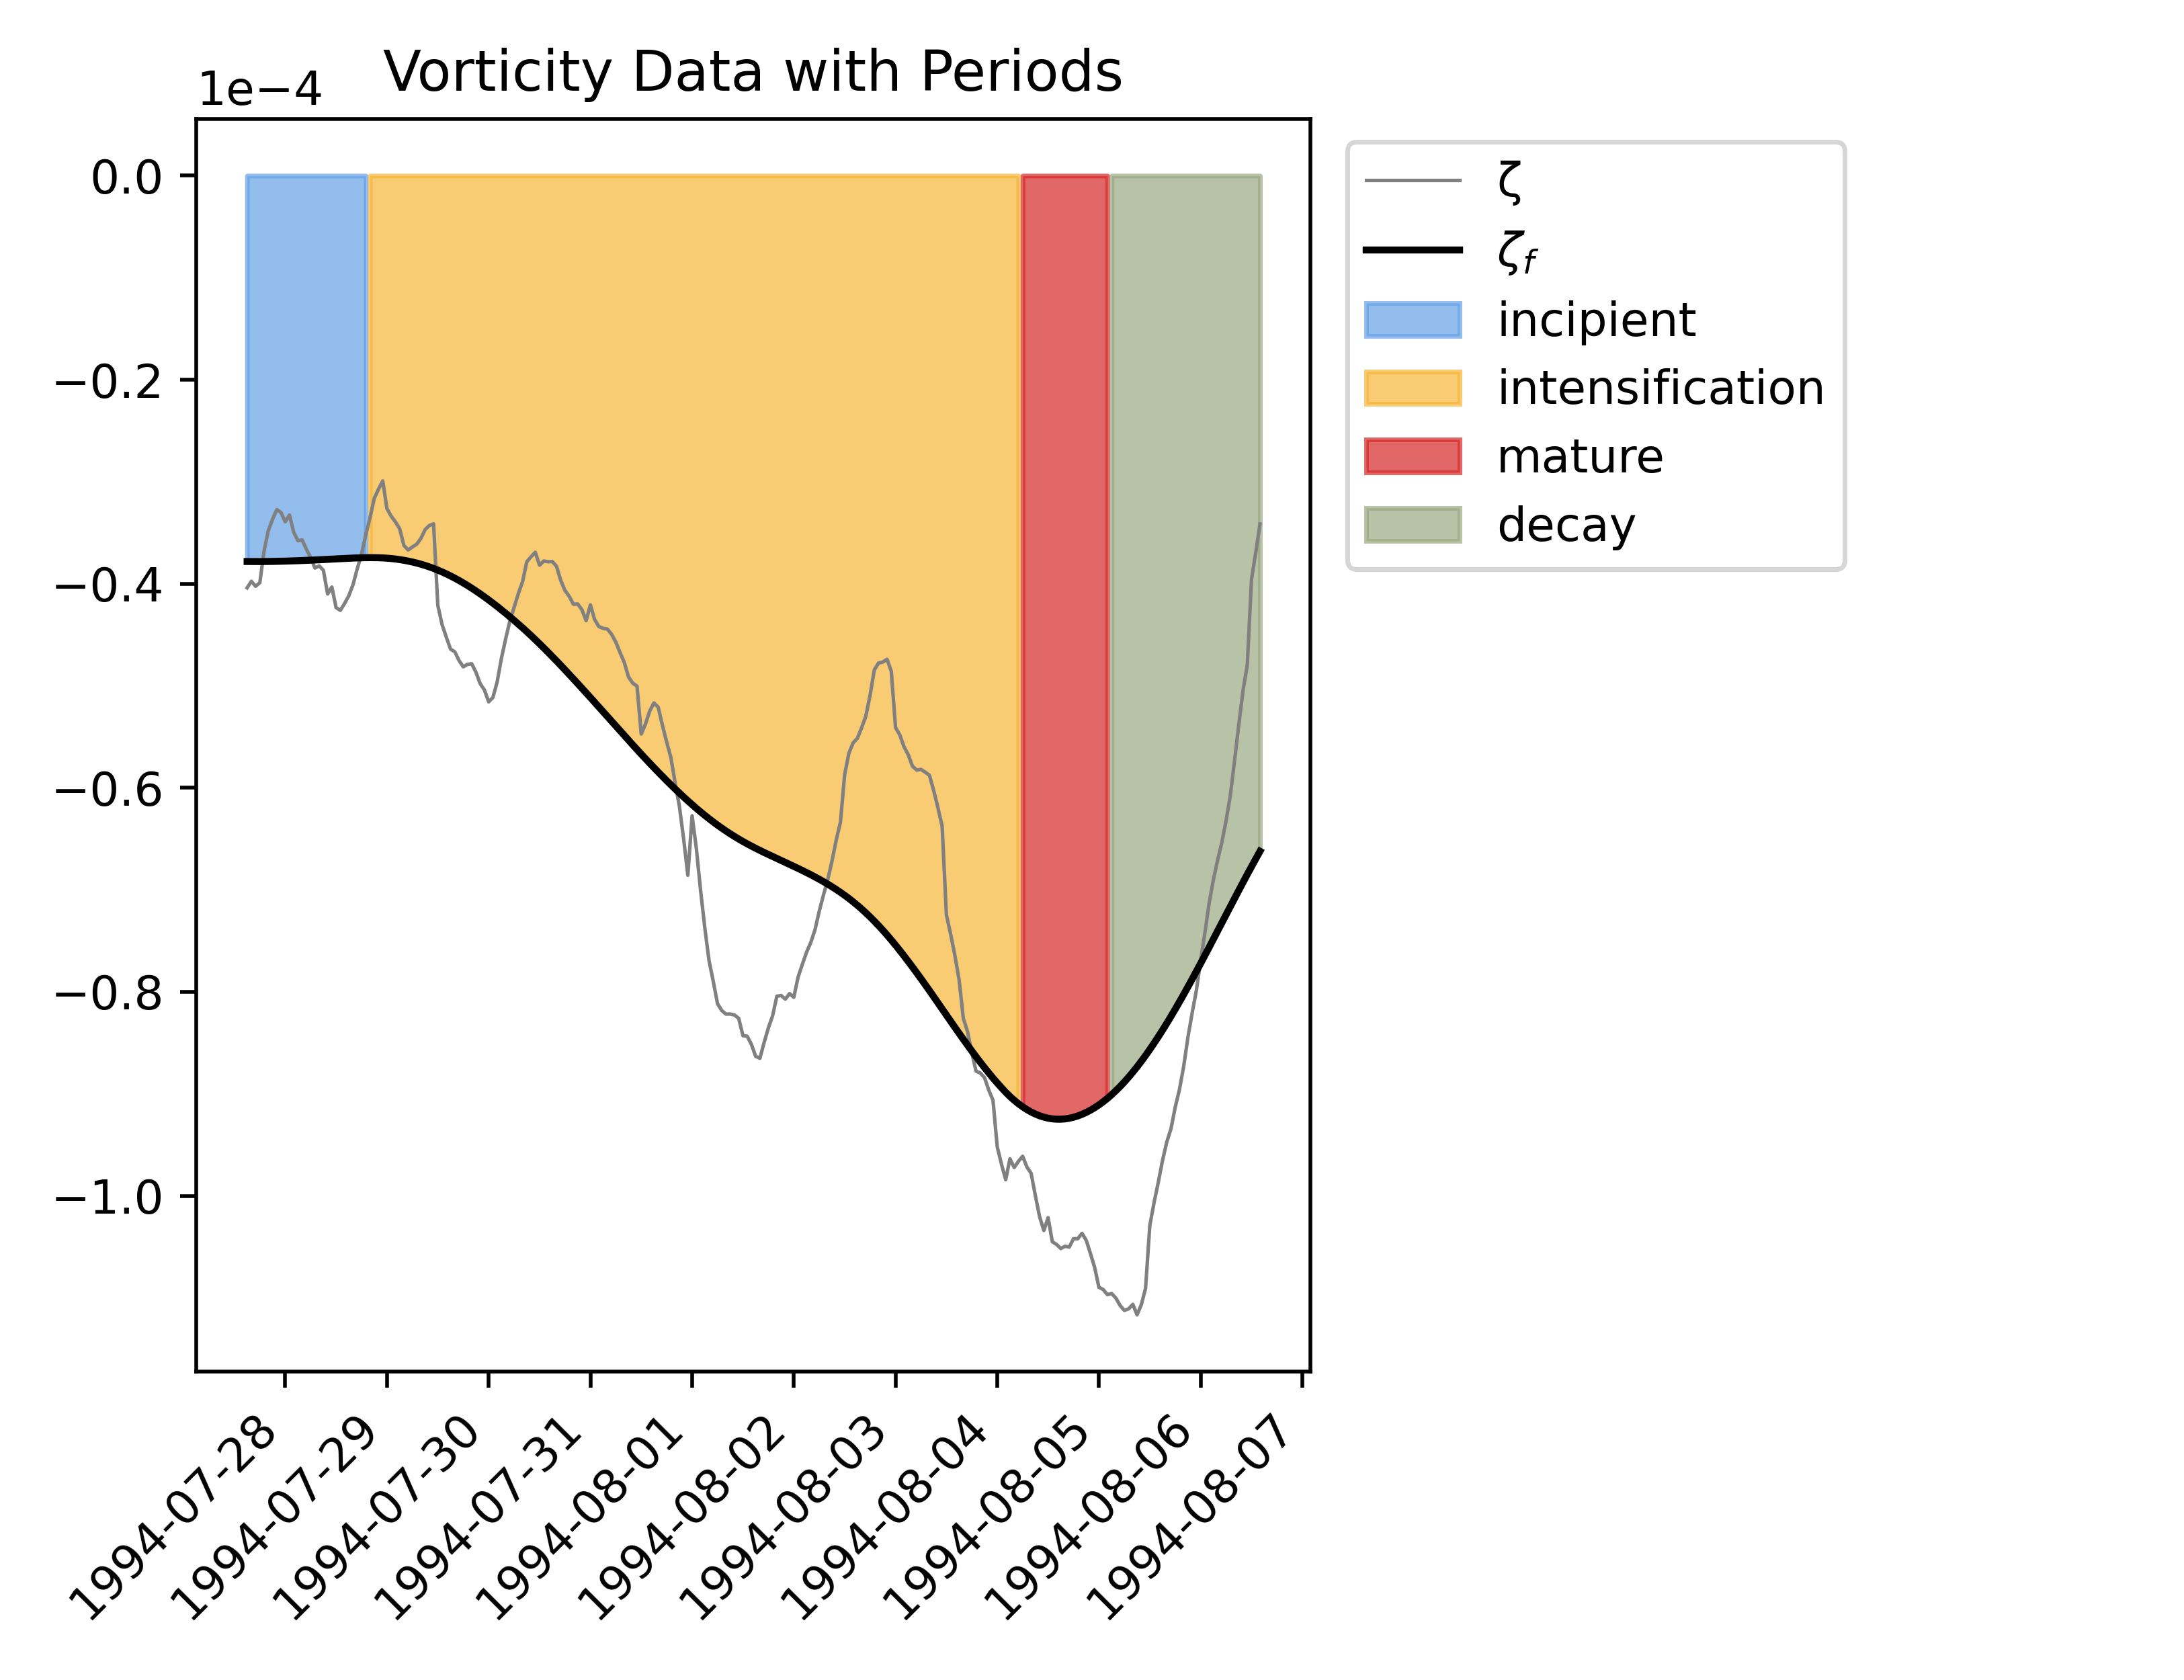 Vorticity Data with Periods
1e−4
0.0
−0.2
−0.4
−0.6
−0.8
−1.0
1994-07-28
1994-07-29
1994-07-30
1994-07-31
1994-08-01
1994-08-02
1994-08-03
1994-08-04
1994-08-05
1994-08-06
1994-08-07
ζ
ζf
incipient
intensification
mature
decay